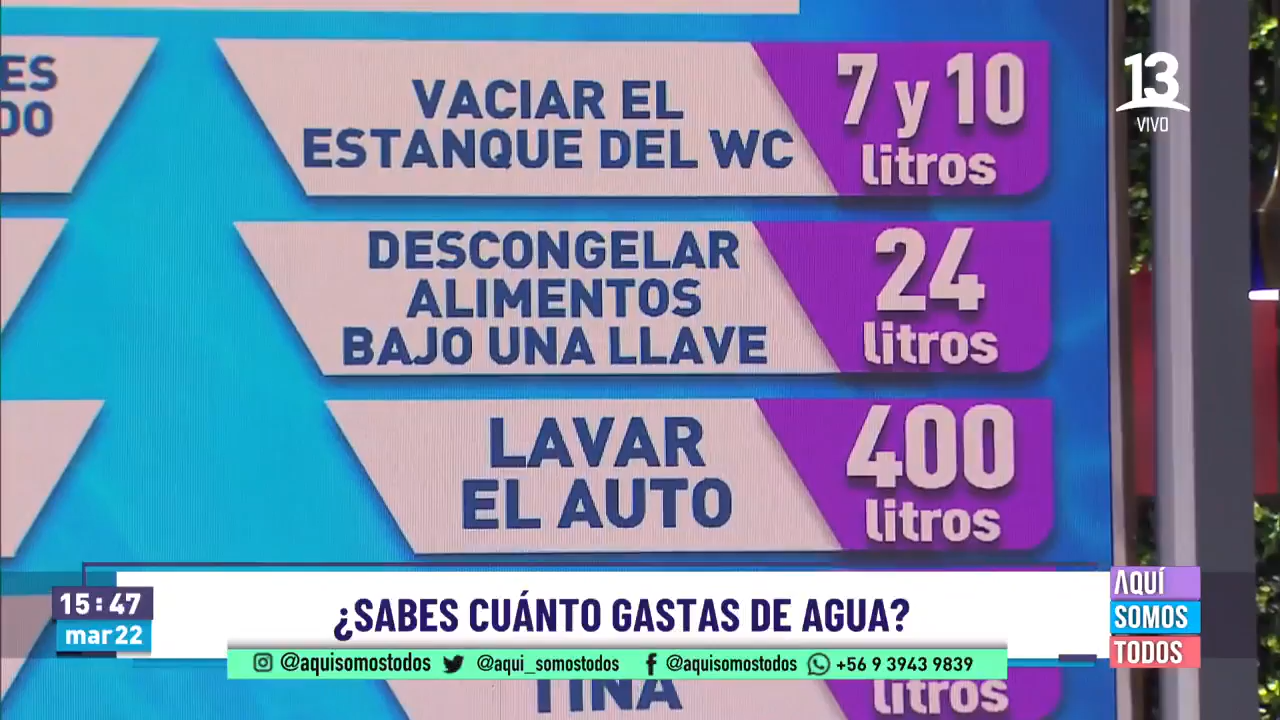 ES
DO
VACIAR EL
ESTANQUE DEL WC
7 y 10
litros
DESCONGELAR
ALIMENTOS
BAJO UNA LLAVE
24
litros
LAVAR
EL AUTO
400
litros
TINA
litros
13
VIVO
15:47
mar22
¿SABES CUÁNTO GASTAS DE AGUA?
@aquisomostodos @aqui_somostodos @aquisomostodos +56 9 3943 9839
AQUÍ
SOMOS
TODOS